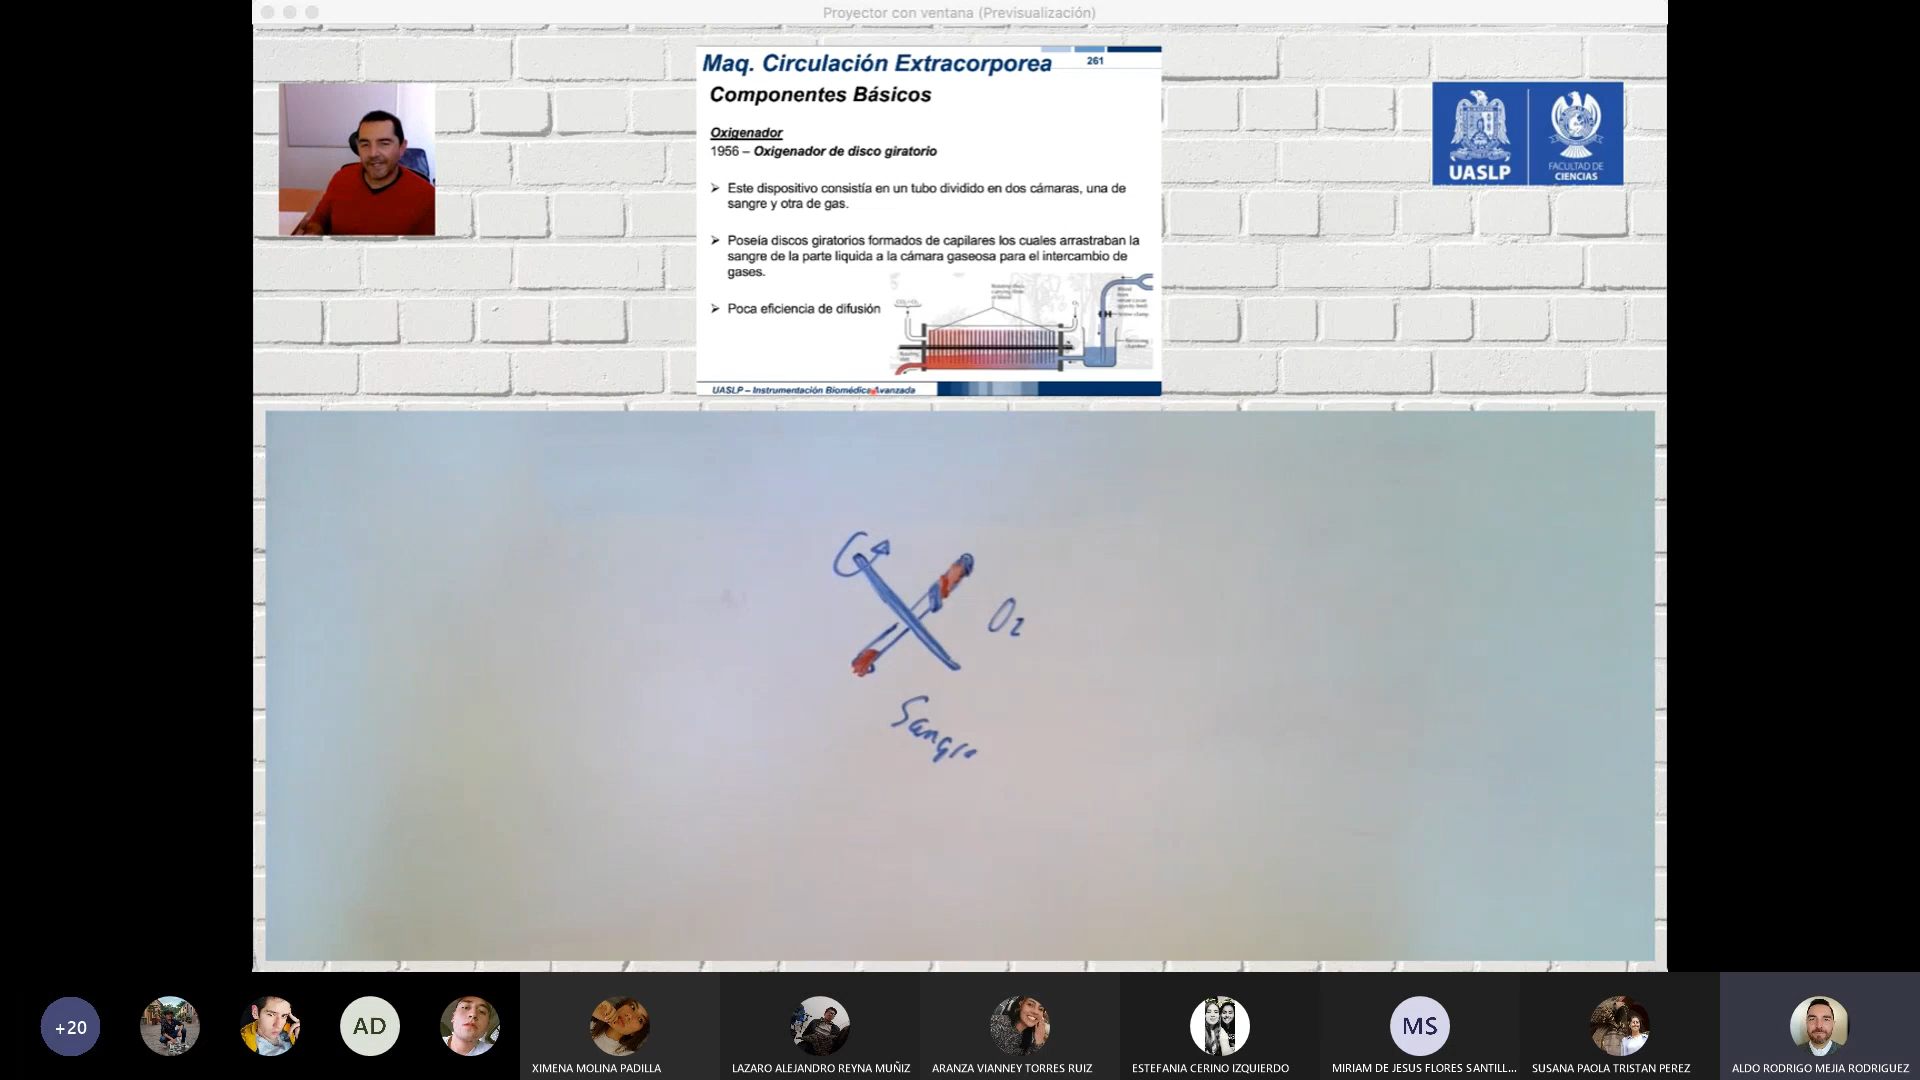 Proyector con ventana (Previsualización)
Maq. Circulación Extracorporea
261
Componentes Básicos
Oxigenador
1956 – Oxigenador de disco giratorio
➢ Este dispositivo consistía en un tubo dividido en dos cámaras, una de
sangre y otra de gas.
➢ Poseía discos giratorios formados de capilares los cuales arrastraban la
sangre de la parte liquida a la cámara gaseosa para el intercambio de
gases.
➢ Poca eficiencia de difusión
UASLP – Instrumentación Biomédica Avanzada
UASLP
FACULTAD DE
CIENCIAS
O2
Sangre
+20
AD
MS
XIMENA MOLINA PADILLA
LAZARO ALEJANDRO REYNA MUÑIZ
ARANZA VIANNEY TORRES RUIZ
ESTEFANIA CERINO IZQUIERDO
MIRIAM DE JESUS FLORES SANTILL...
SUSANA PAOLA TRISTAN PEREZ
ALDO RODRIGO MEJIA RODRIGUEZ